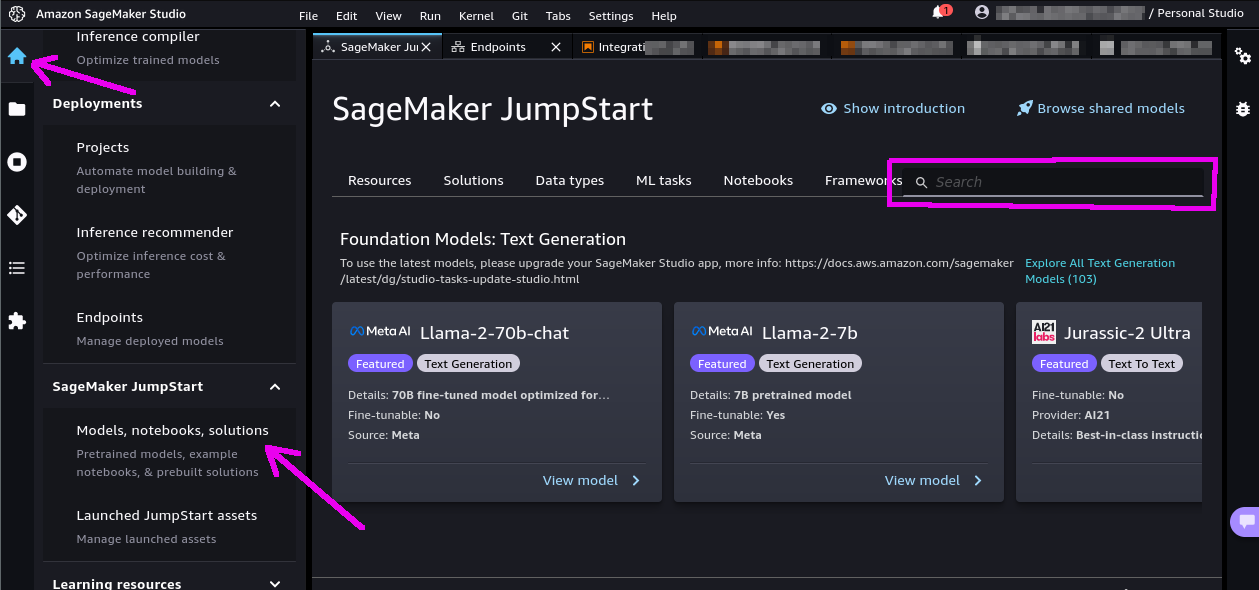 Amazon SageMaker Studio
File Edit View Run Kernel Git Tabs Settings Help
1
/ Personal Studio
Inference compiler
Optimize trained models
Deployments
Projects
Automate model building &
deployment
Inference recommender
Optimize inference cost &
performance
Endpoints
Manage deployed models
SageMaker JumpStart
Models, notebooks, solutions
Pretrained models, example
notebooks, & prebuilt solutions
Launched JumpStart assets
Manage launched assets
Learning resources
SageMaker Jui
Endpoints
Integrati
SageMaker JumpStart
Show introduction
Browse shared models
Resources Solutions Data types ML tasks Notebooks Frameworks
Search
Foundation Models: Text Generation
To use the latest models, please upgrade your SageMaker Studio app, more info: https://docs.aws.amazon.com/sagemaker
/latest/dg/studio-tasks-update-studio.html
Explore All Text Generation
Models (103)
Meta AI Llama-2-70b-chat
Featured Text Generation
Details: 70B fine-tuned model optimized for...
Fine-tunable: No
Source: Meta
View model
Meta AI Llama-2-7b
Featured Text Generation
Details: 7B pretrained model
Fine-tunable: Yes
Source: Meta
View model
AI21 labs Jurassic-2 Ultra
Featured Text To Text
Fine-tunable: No
Provider: AI21
Details: Best-in-class instructio